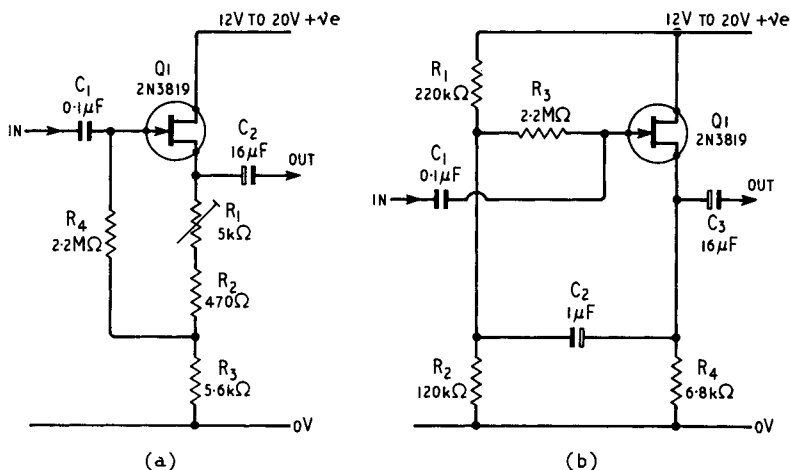 12V TO 20V +ve
Q1
2N3819
C1
0·1µF
IN
C2
16µF
OUT
R4
2·2MΩ
R1
5kΩ
R2
470Ω
R3
5·6kΩ
0V
(a)
12V TO 20V +ve
R1
220kΩ
R3
2·2MΩ
Q1
2N3819
C1
0·1µF
IN
OUT
C3
16µF
C2
1µF
R2
120kΩ
R4
6·8kΩ
0V
(b)